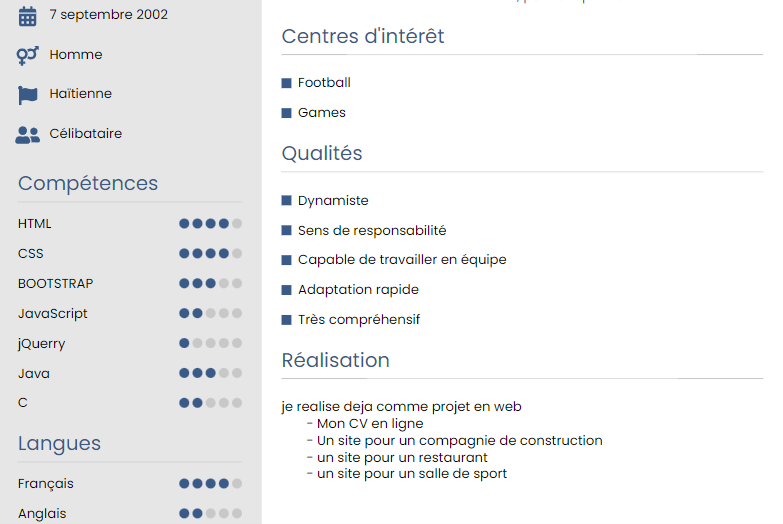 7 septembre 2002
Homme
Haïtienne
Célibataire
Compétences
HTML
CSS
BOOTSTRAP
JavaScript
jQuerry
Java
C
Langues
Français
Anglais
Centres d'intérêt
Football
Games
Qualités
Dynamiste
Sens de responsabilité
Capable de travailler en équipe
Adaptation rapide
Très compréhensif
Réalisation
je realise deja comme projet en web
- Mon CV en ligne
- Un site pour un compagnie de construction
- un site pour un restaurant
- un site pour un salle de sport